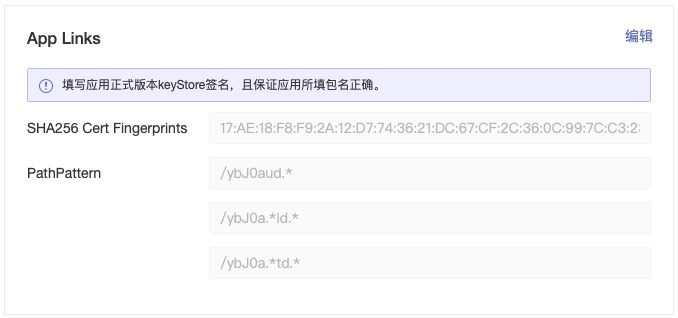 App Links
编辑
填写应用正式版本keyStore签名，且保证应用所填包名正确。
SHA256 Cert Fingerprints
17:AE:18:F8:F9:2A:12:D7:74:36:21:DC:67:CF:2C:36:0C:99:7C:C3:23
PathPattern
/ybJ0aud.*
/ybJ0a.*id.*
/ybJ0a.*td.*